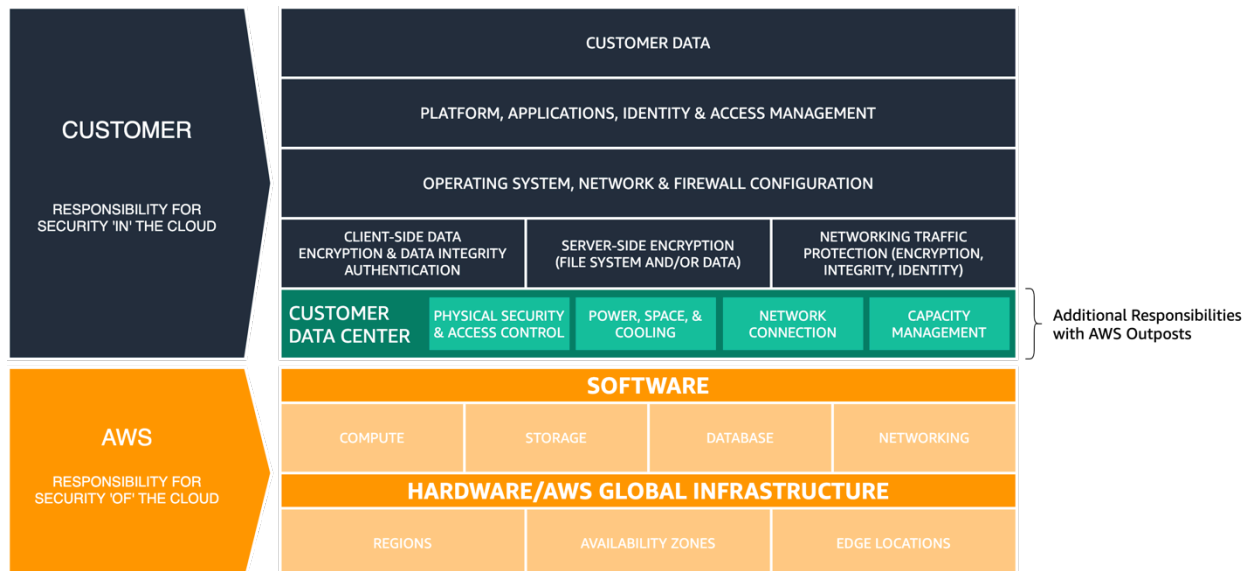 CUSTOMER
RESPONSIBILITY FOR
SECURITY 'IN' THE CLOUD
CUSTOMER DATA
PLATFORM, APPLICATIONS, IDENTITY & ACCESS MANAGEMENT
OPERATING SYSTEM, NETWORK & FIREWALL CONFIGURATION
CLIENT-SIDE DATA
ENCRYPTION & DATA INTEGRITY
AUTHENTICATION
SERVER-SIDE ENCRYPTION
(FILE SYSTEM AND/OR DATA)
NETWORKING TRAFFIC
PROTECTION (ENCRYPTION,
INTEGRITY, IDENTITY)
CUSTOMER
DATA CENTER
PHYSICAL SECURITY
& ACCESS CONTROL
POWER, SPACE, &
COOLING
NETWORK
CONNECTION
CAPACITY
MANAGEMENT
Additional Responsibilities
with AWS Outposts
AWS
RESPONSIBILITY FOR
SECURITY 'OF' THE CLOUD
SOFTWARE
COMPUTE
STORAGE
DATABASE
NETWORKING
HARDWARE/AWS GLOBAL INFRASTRUCTURE
REGIONS
AVAILABILITY ZONES
EDGE LOCATIONS